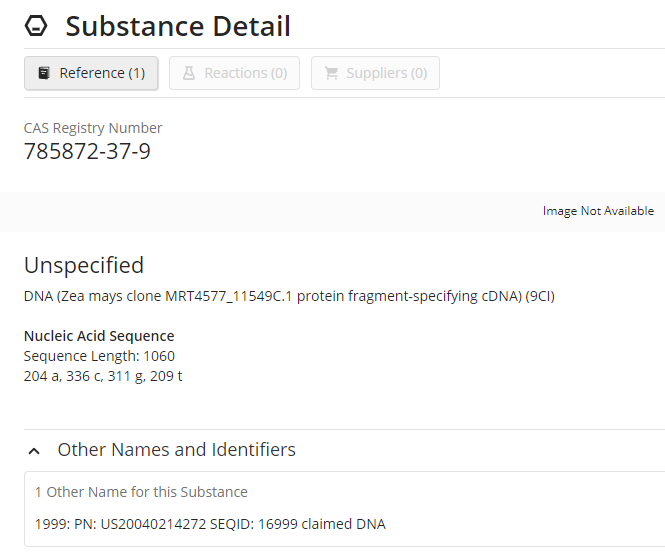 Substance Detail
Reference (1)
Reactions (0)
Suppliers (0)
CAS Registry Number
785872-37-9
Image Not Available
Unspecified
DNA (Zea mays clone MRT4577_11549C.1 protein fragment-specifying cDNA) (9CI)
Nucleic Acid Sequence
Sequence Length: 1060
204 a, 336 c, 311 g, 209 t
Other Names and Identifiers
1 Other Name for this Substance
1999: PN: US20040214272 SEQID: 16999 claimed DNA